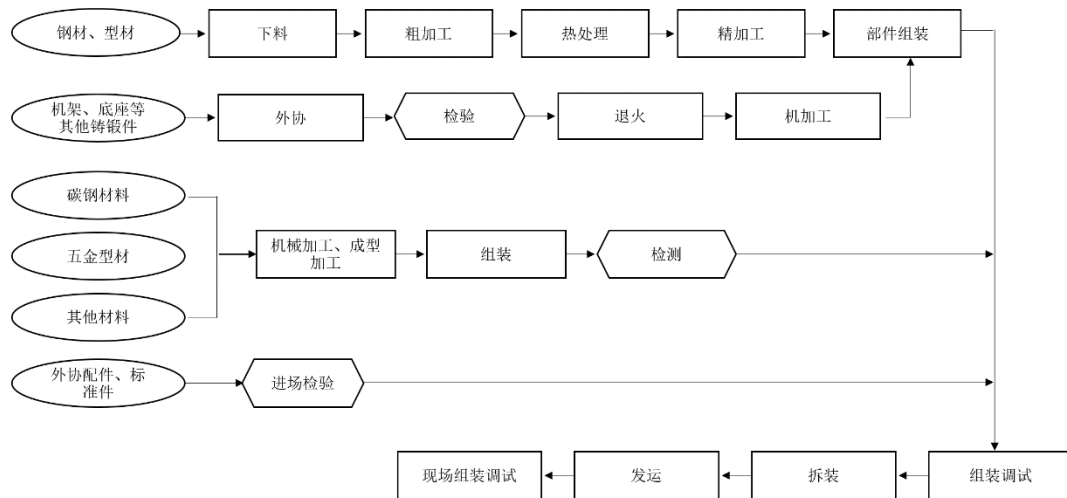 钢材、型材
下料
粗加工
热处理
精加工
部件组装
机架、底座等
其他铸锻件
外协
检验
退火
机加工
碳钢材料
五金型材
其他材料
机械加工、成型
加工
组装
检测
外协配件、标
准件
进场检验
现场组装调试
发运
拆装
组装调试